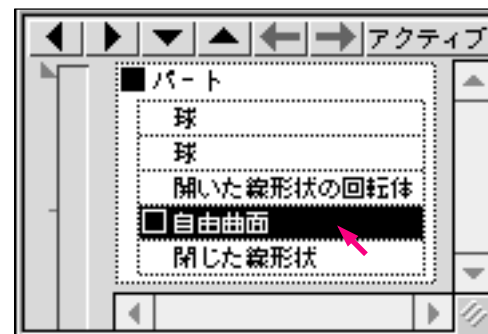 アクティブ
パート
球
球
開いた線形状の回転体
自由曲面
閉じた線形状